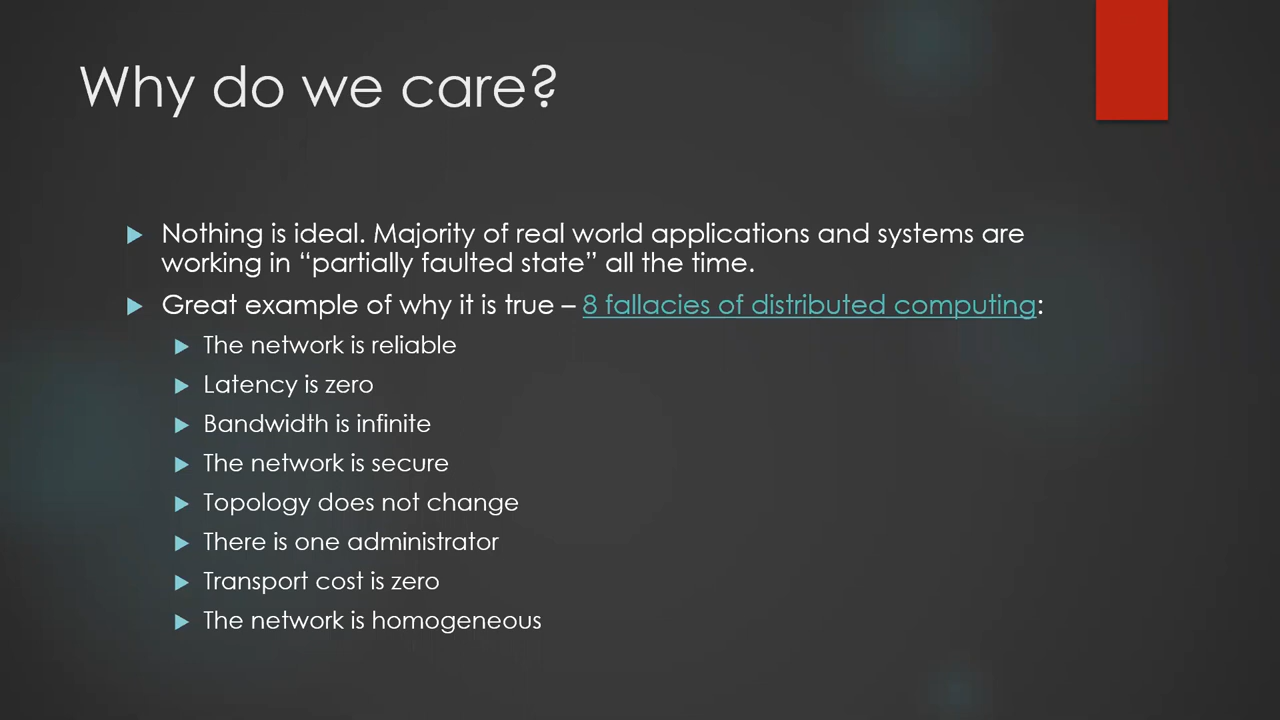 Why do we care?
Nothing is ideal. Majority of real world applications and systems are
working in “partially faulted state” all the time.
Great example of why it is true – 8 fallacies of distributed computing:
The network is reliable
Latency is zero
Bandwidth is infinite
The network is secure
Topology does not change
There is one administrator
Transport cost is zero
The network is homogeneous